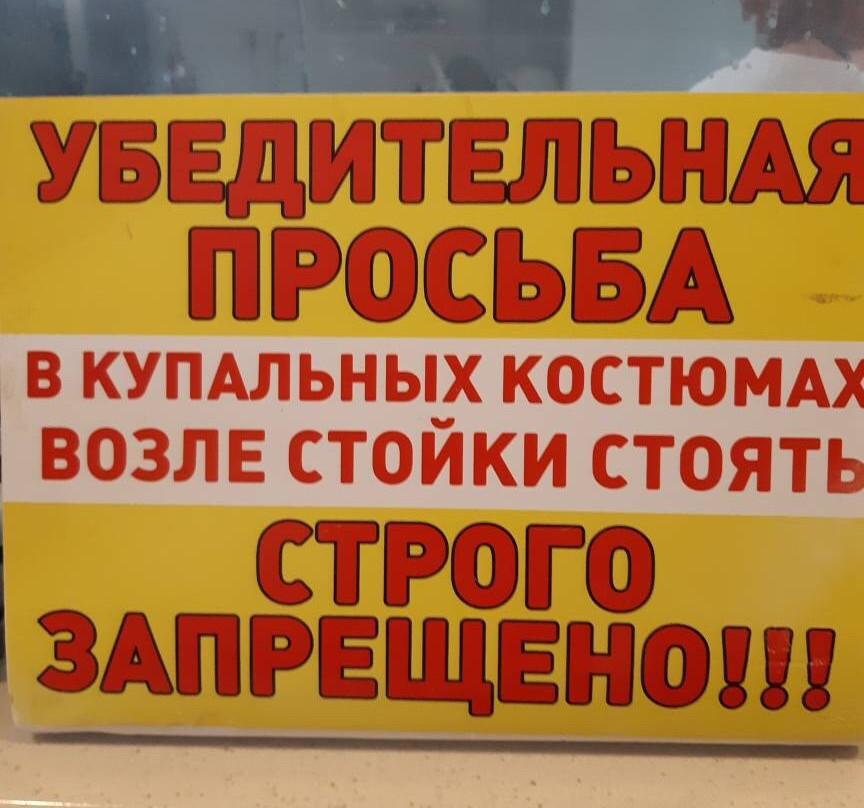 УБЕДИТЕЛЬНАЯ
ПРОСЬБА
В КУПАЛЬНЫХ КОСТЮМАХ
ВОЗЛЕ СТОЙКИ СТОЯТЬ
СТРОГО
ЗАПРЕЩЕНО!!!